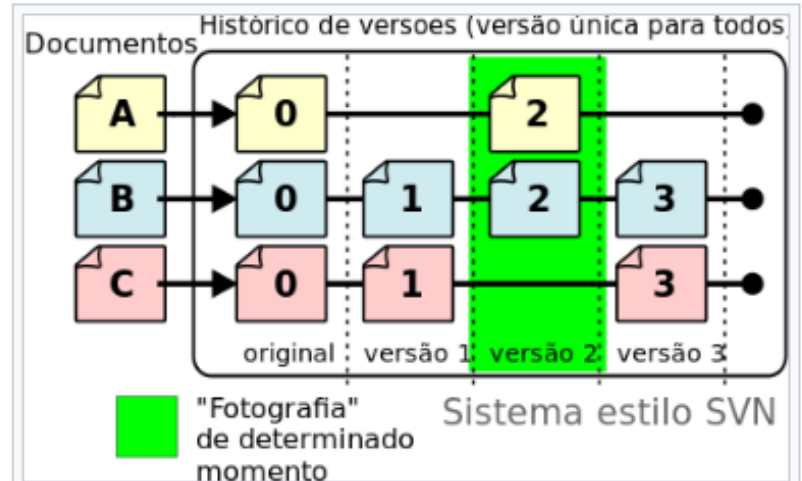 Histórico de versoes (versão única para todos
Documentos
A 0 2
B 0 1 2 3
C 0 1 3
original versão 1 versão 2 versão 3
"Fotografia"
de determinado
momento
Sistema estilo SVN